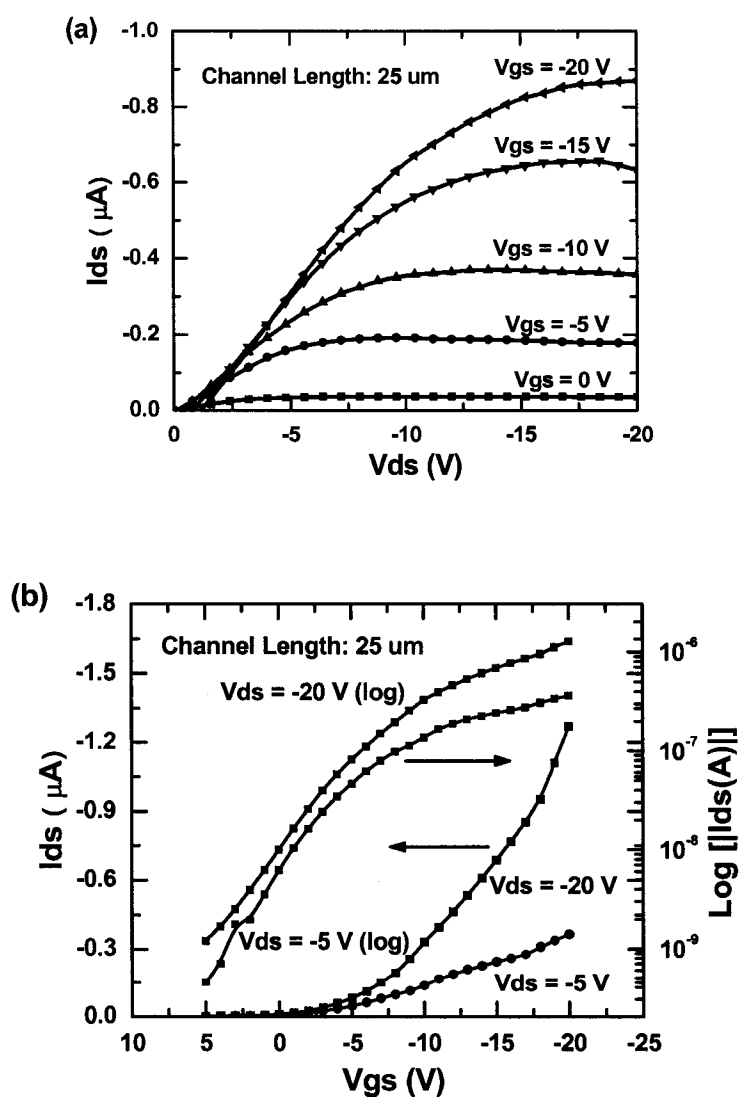 (a)
-1.0
-0.8
-0.6
-0.4
-0.2
0.0
Ids ( μA)
Channel Length: 25 um
Vgs = -20 V
Vgs = -15 V
Vgs = -10 V
Vgs = -5 V
Vgs = 0 V
0 -5 -10 -15 -20
Vds (V)
(b)
-1.8
-1.5
-1.2
-0.9
-0.6
-0.3
0.0
Ids ( μA)
Channel Length: 25 um
Vds = -20 V (log)
Vds = -5 V (log)
Vds = -20 V
Vds = -5 V
10⁻⁶
10⁻⁷
10⁻⁸
10⁻⁹
Log [|Ids(A)|]
10 5 0 -5 -10 -15 -20 -25
Vgs (V)